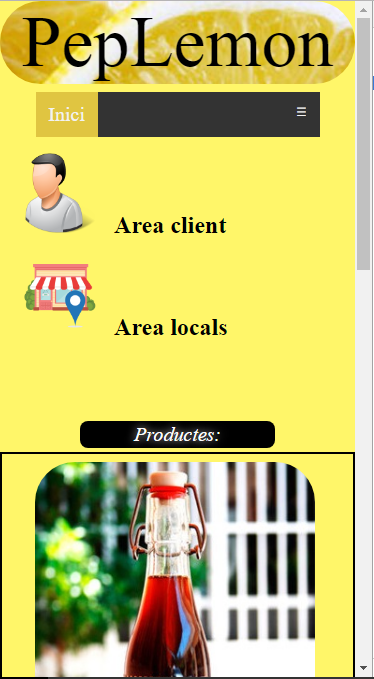 PepLemon
Inici
Area client
Area locals
Productes: